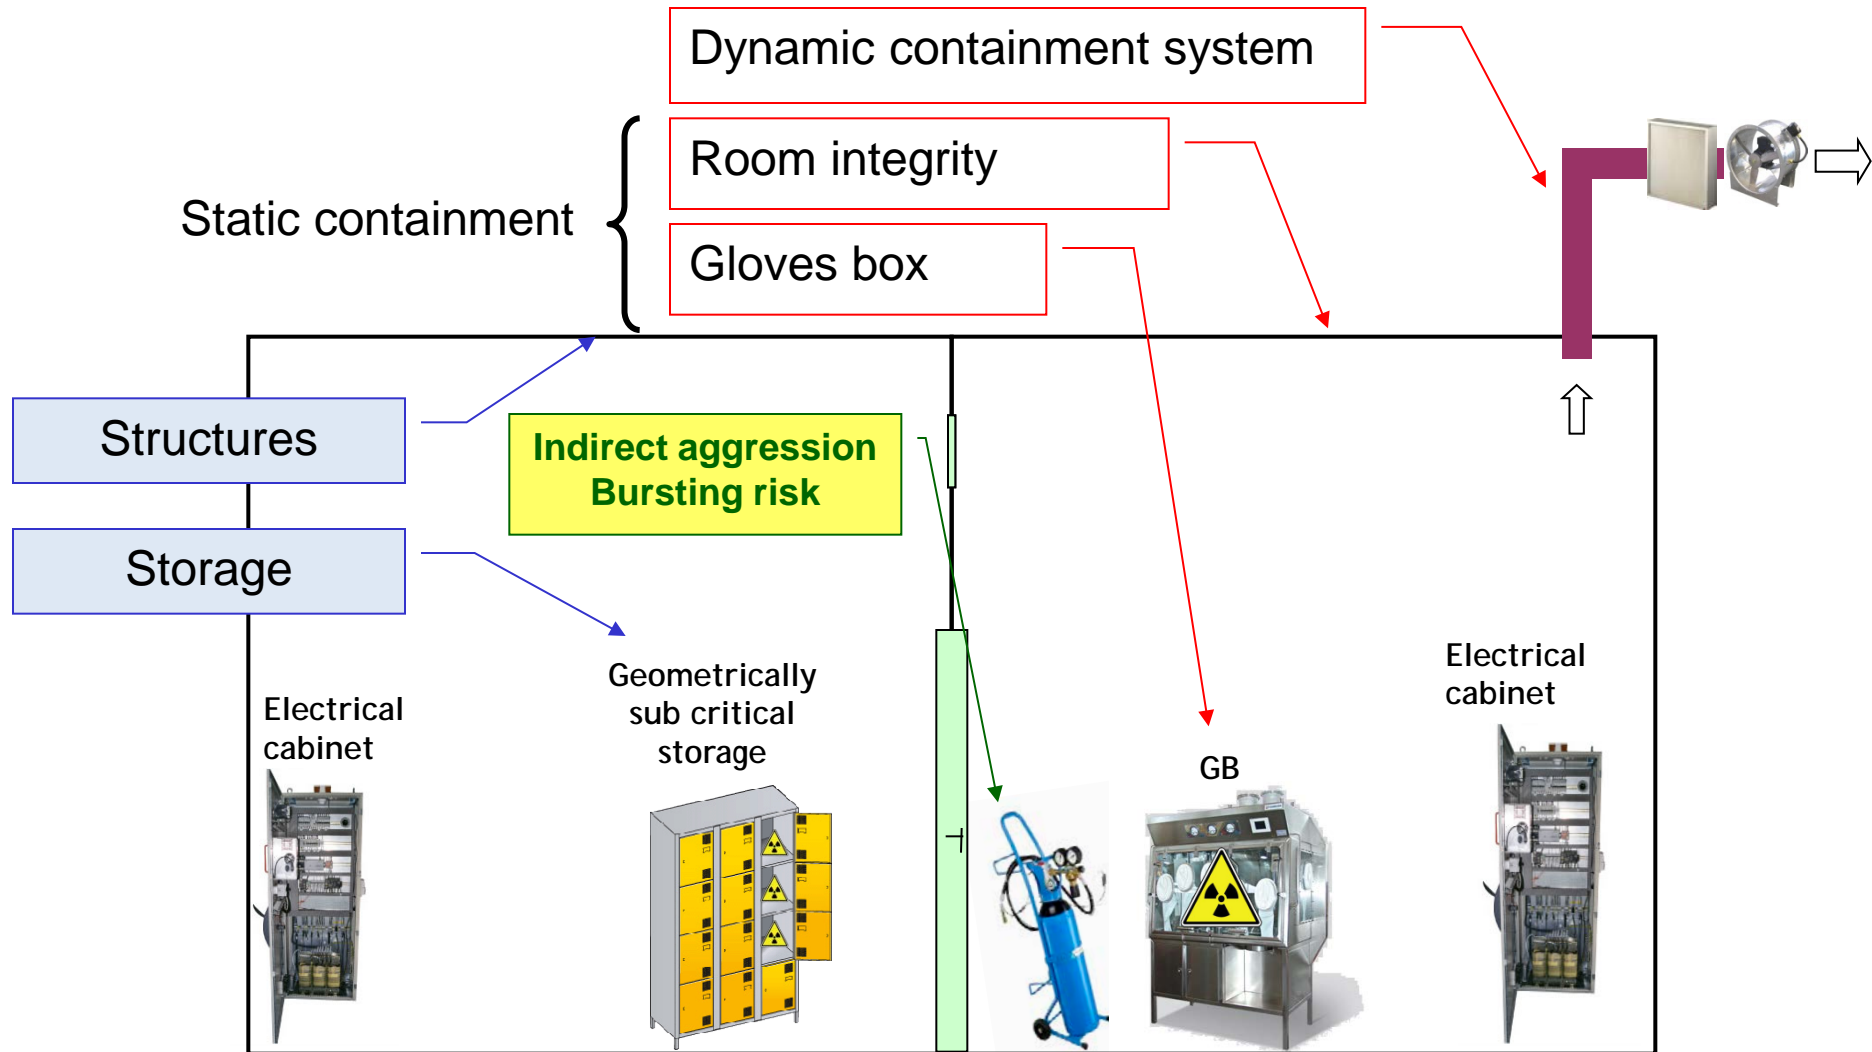 Dynamic containment system
Room integrity
Static containment
Gloves box
Structures
Indirect aggression
Bursting risk
Storage
Electrical
cabinet
Geometrically
sub critical
storage
GB
Electrical
cabinet